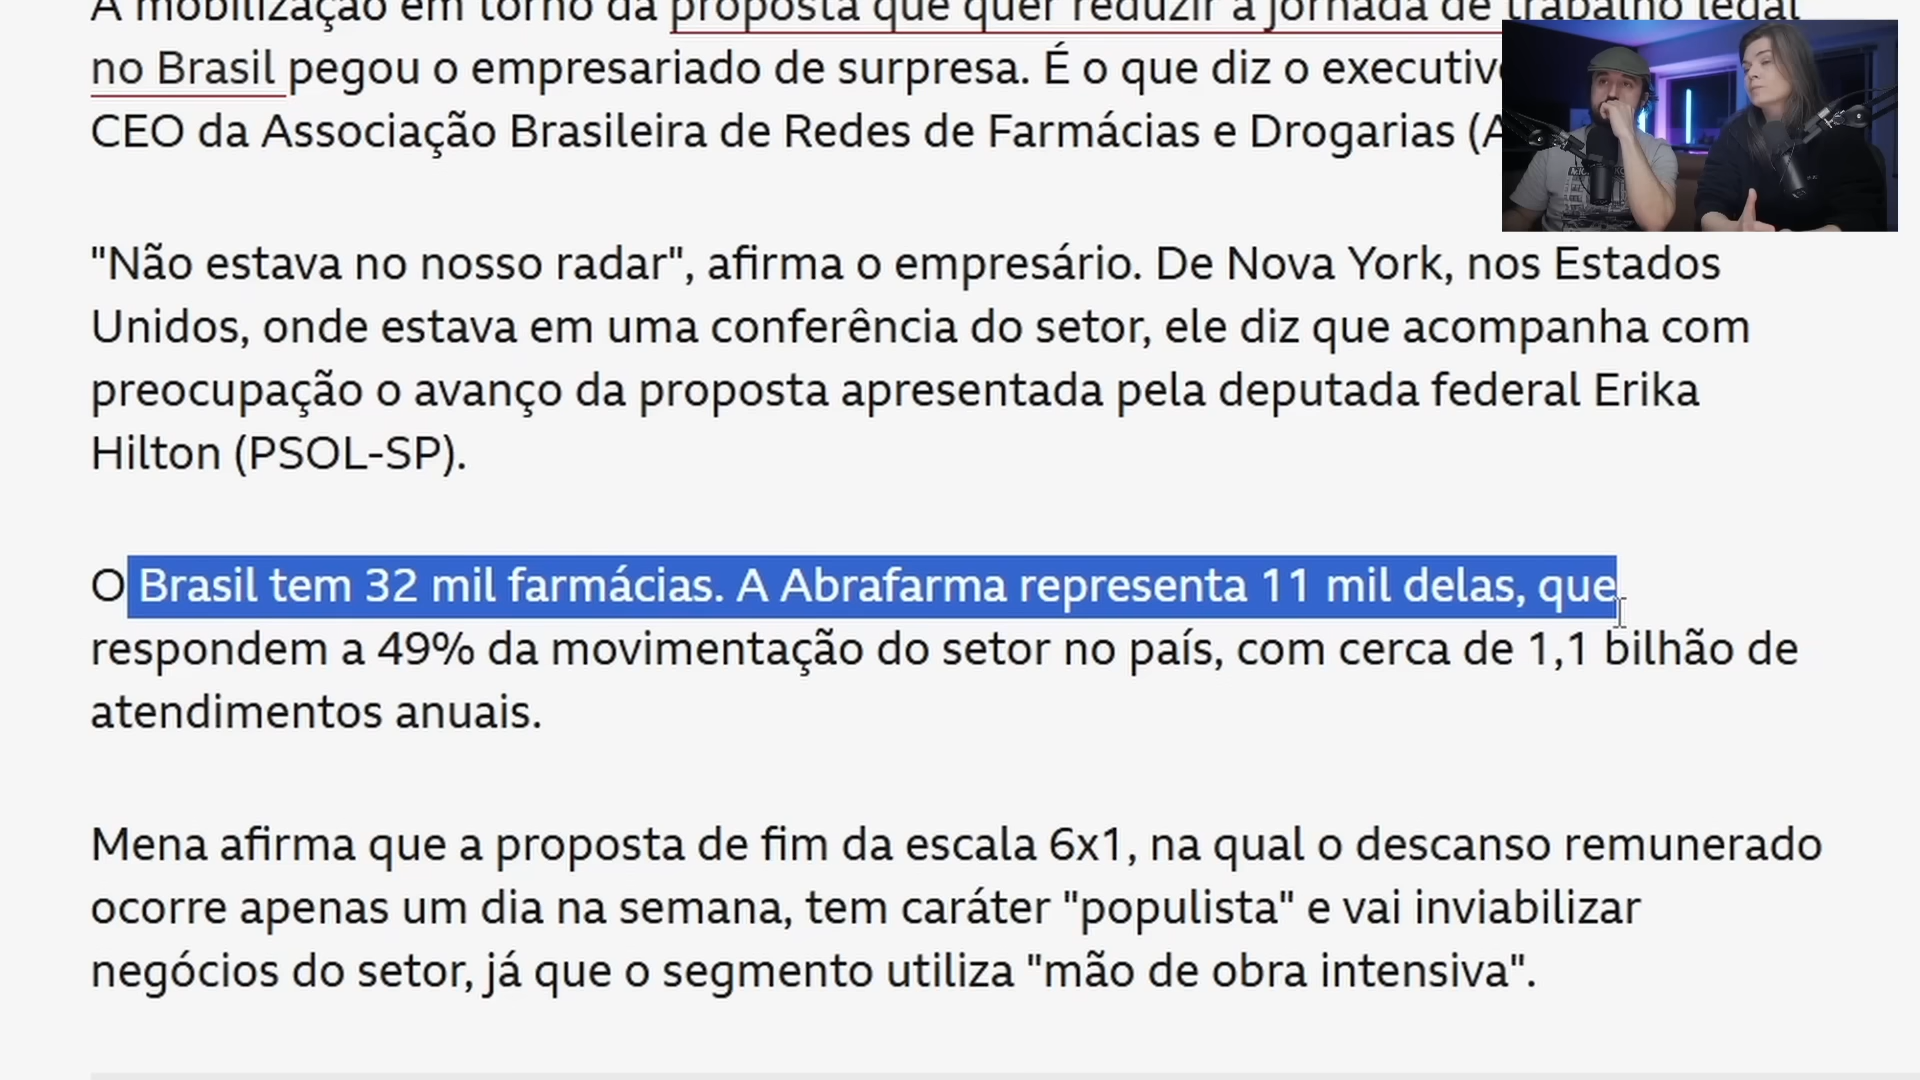 A mobilização em torno da proposta que quer reduzir a jornada de trabalho legal
no Brasil pegou o empresariado de surpresa. É o que diz o
CEO da Associação Brasileira de Redes de Farmácias e Drogarias
"Não estava no nosso radar", afirma o empresário. De Nova York, nos Estados
Unidos, onde estava em uma conferência do setor, ele diz que acompanha com
preocupação o avanço da proposta apresentada pela deputada federal Erika
Hilton (PSOL-SP).
O Brasil tem 32 mil farmácias. A Abrafarma representa 11 mil delas, que
respondem a 49% da movimentação do setor no país, com cerca de 1,1 bilhão de
atendimentos anuais.
Mena afirma que a proposta de fim da escala 6x1, na qual o descanso remunerado
ocorre apenas um dia na semana, tem caráter "populista" e vai inviabilizar
negócios do setor, já que o segmento utiliza "mão de obra intensiva".